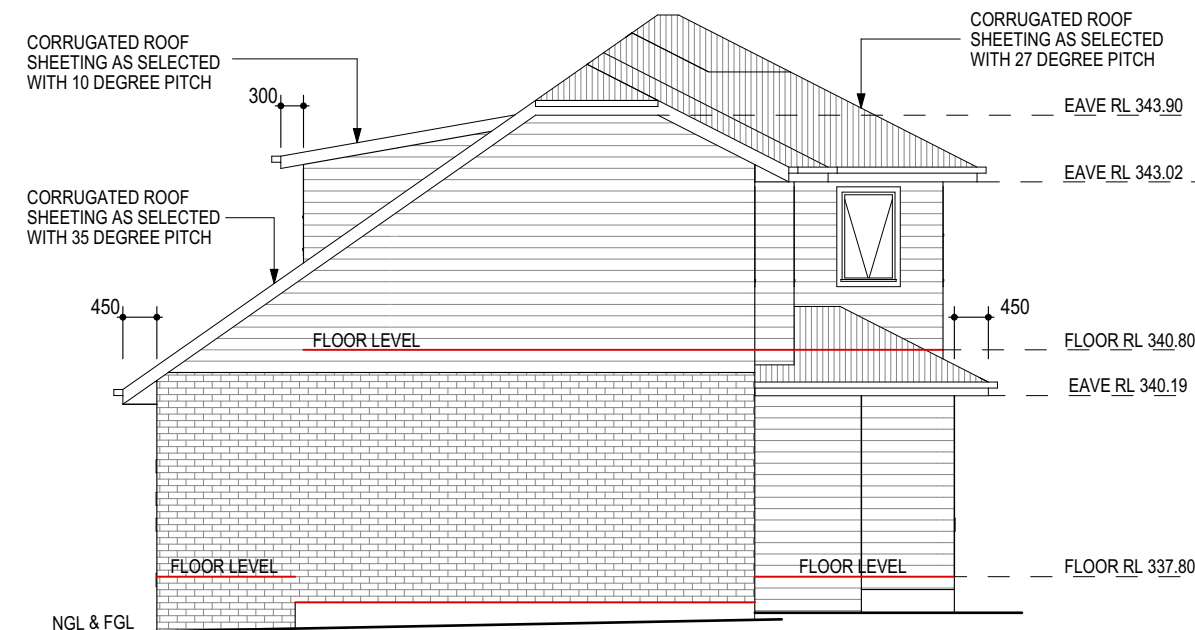 CORRUGATED ROOF
SHEETING AS SELECTED
WITH 10 DEGREE PITCH
CORRUGATED ROOF
SHEETING AS SELECTED
WITH 27 DEGREE PITCH
300
EAVE RL 343.90
EAVE RL 343.02
CORRUGATED ROOF
SHEETING AS SELECTED
WITH 35 DEGREE PITCH
450
450
FLOOR LEVEL
FLOOR RL 340.80
EAVE RL 340.19
FLOOR LEVEL
FLOOR LEVEL
FLOOR RL 337.80
NGL & FGL